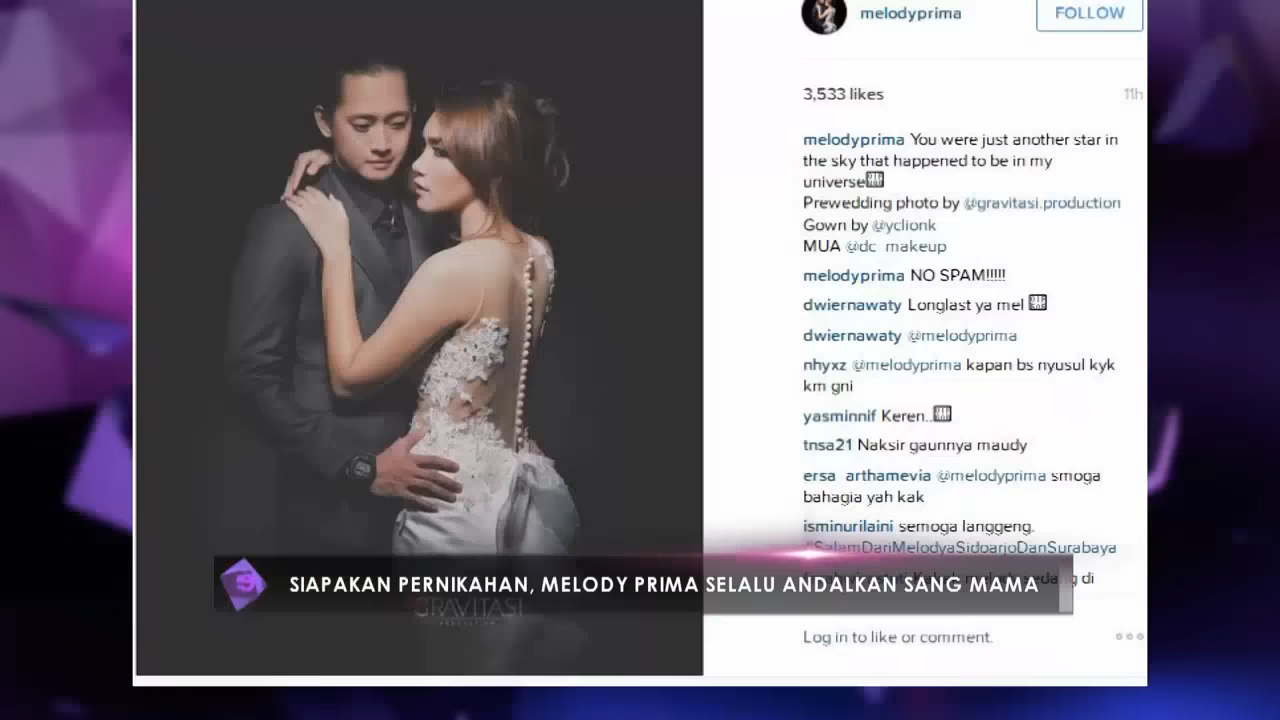 melodyprima
FOLLOW
3,533 likes
11h
melodyprima You were just another star in
the sky that happened to be in my
universe
Prewedding photo by @gravitasi.production
Gown by @yclionk
MUA @dc_makeup
melodyprima NO SPAM!!!!!
dwiernawaty Longlast ya mel
dwiernawaty @melodyprima
nhyxz @melodyprima kapan bs nyusul kyk
km gni
yasminnif Keren..
tnsa21 Naksir gaunnya maudy
ersa_arthamevia @melodyprima smoga
bahagia yah kak
isminurilaini semoga langgeng.
#SalamDariMelodyaSidoarjoDanSurabaya
di
SIAPAKAN PERNIKAHAN, MELODY PRIMA SELALU ANDALKAN SANG MAMA
GRAVITASI
Log in to like or comment.